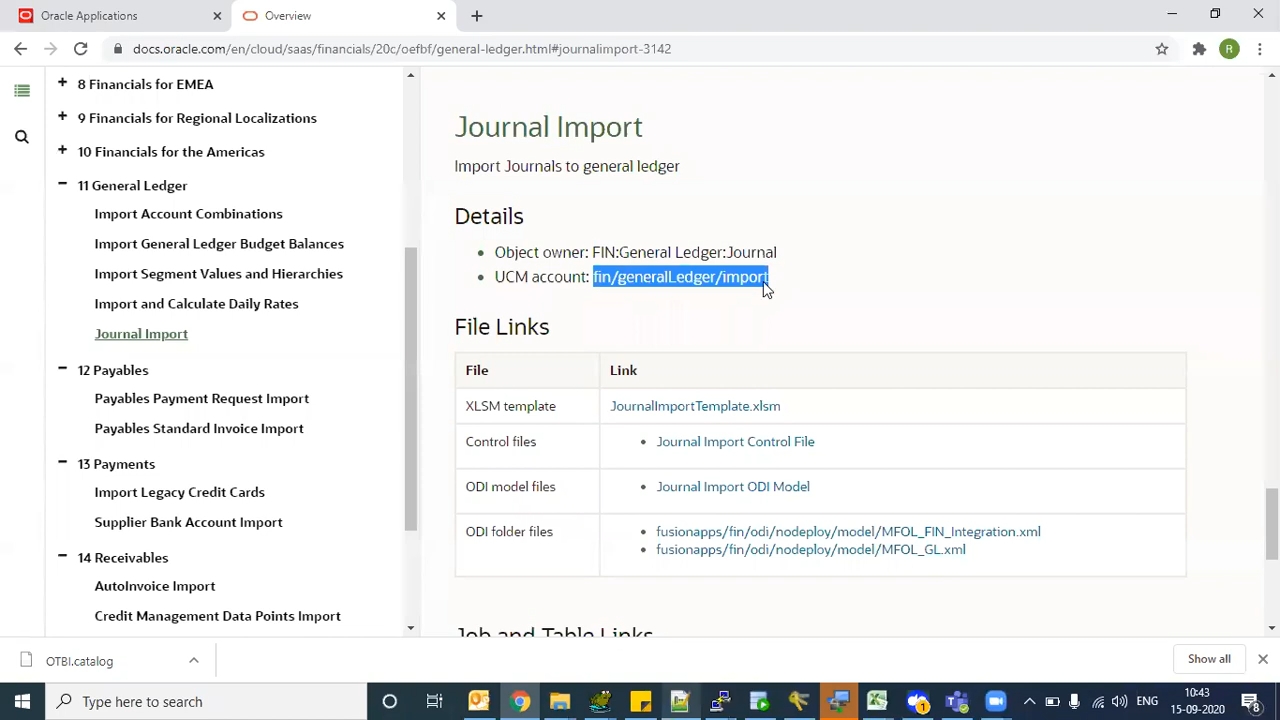 Oracle Applications
Overview
docs.oracle.com/en/cloud/saas/financials/20c/oefbf/general-ledger.html#journalimport-3142
R
8 Financials for EMEA
9 Financials for Regional Localizations
10 Financials for the Americas
11 General Ledger
Import Account Combinations
Import General Ledger Budget Balances
Import Segment Values and Hierarchies
Import and Calculate Daily Rates
Journal Import
12 Payables
Payables Payment Request Import
Payables Standard Invoice Import
13 Payments
Import Legacy Credit Cards
Supplier Bank Account Import
14 Receivables
AutoInvoice Import
Credit Management Data Points Import
Journal Import
Import Journals to general ledger
Details
• Object owner: FIN:General Ledger:Journal
• UCM account: fin/generalLedger/import
File Links
File Link
XLSM template JournalImportTemplate.xlsm
Control files • Journal Import Control File
ODI model files • Journal Import ODI Model
ODI folder files • fusionapps/fin/odi/nodeploy/model/MFOL_FIN_Integration.xml
• fusionapps/fin/odi/nodeploy/model/MFOL_GL.xml
Job and Table Links
OTBI.catalog
Show all
Type here to search
ENG
10:43
15-09-2020
8